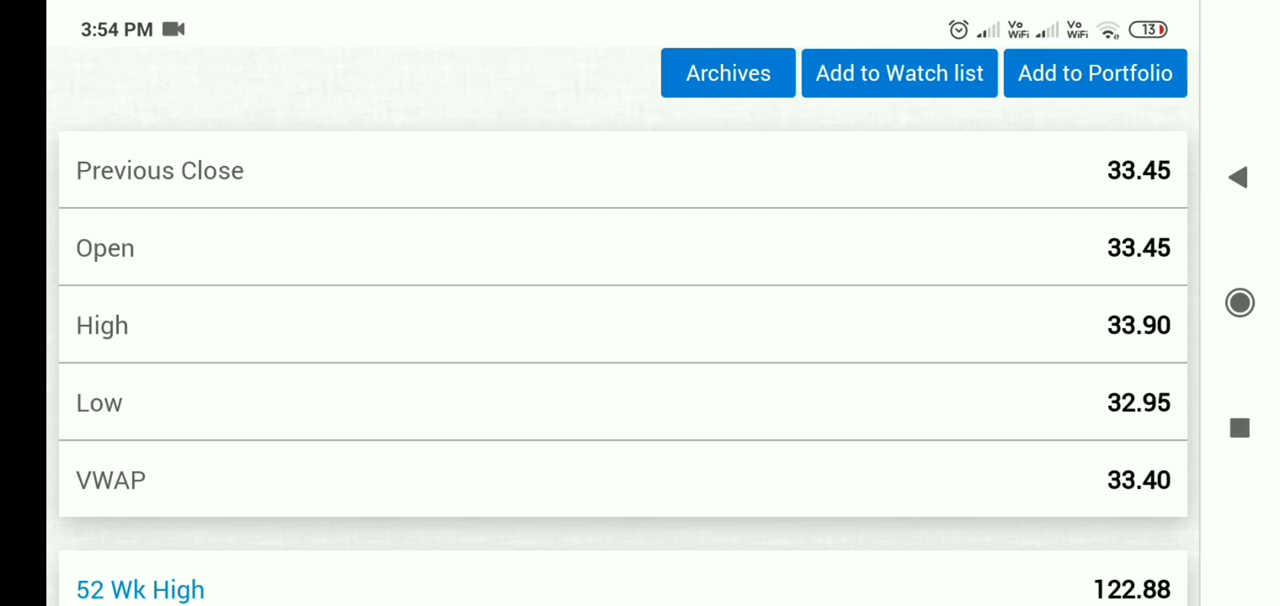 3:54 PM
Vo WiFi Vo WiFi 13
Archives Add to Watch list Add to Portfolio
Previous Close 33.45
Open 33.45
High 33.90
Low 32.95
VWAP 33.40
52 Wk High 122.88